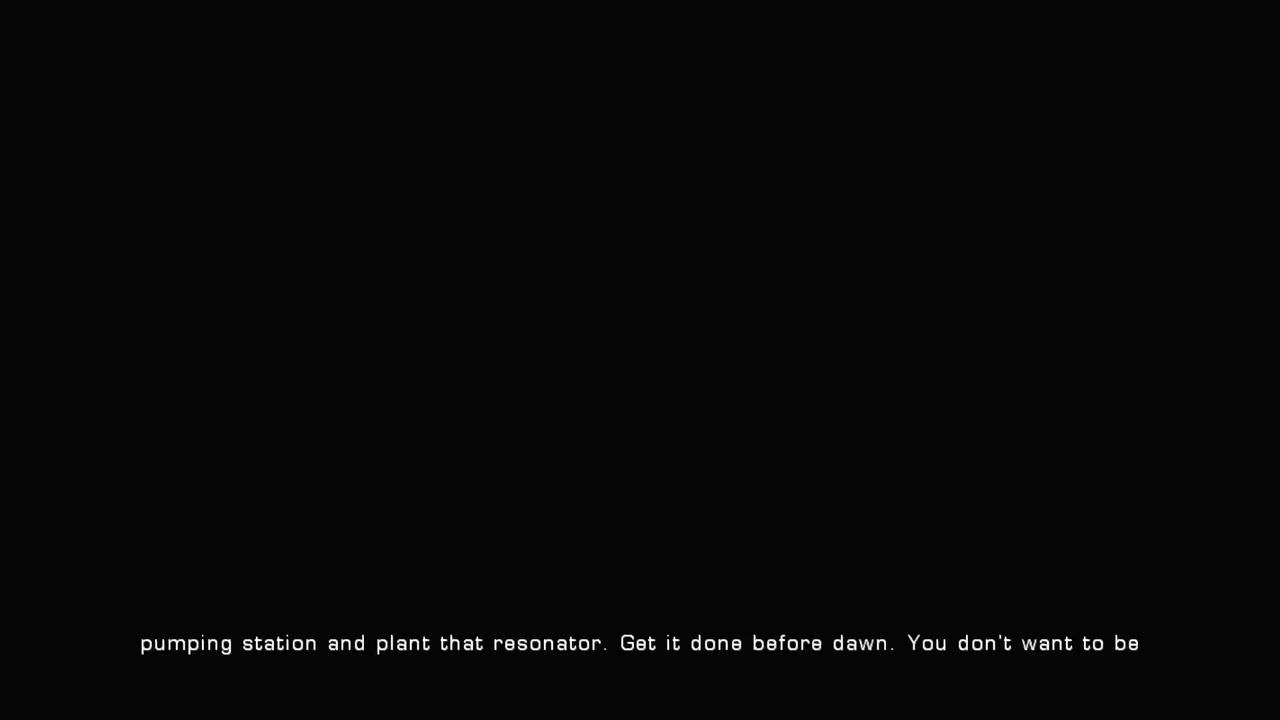 pumping station and plant that resonator. Get it done before dawn. You don't want to be